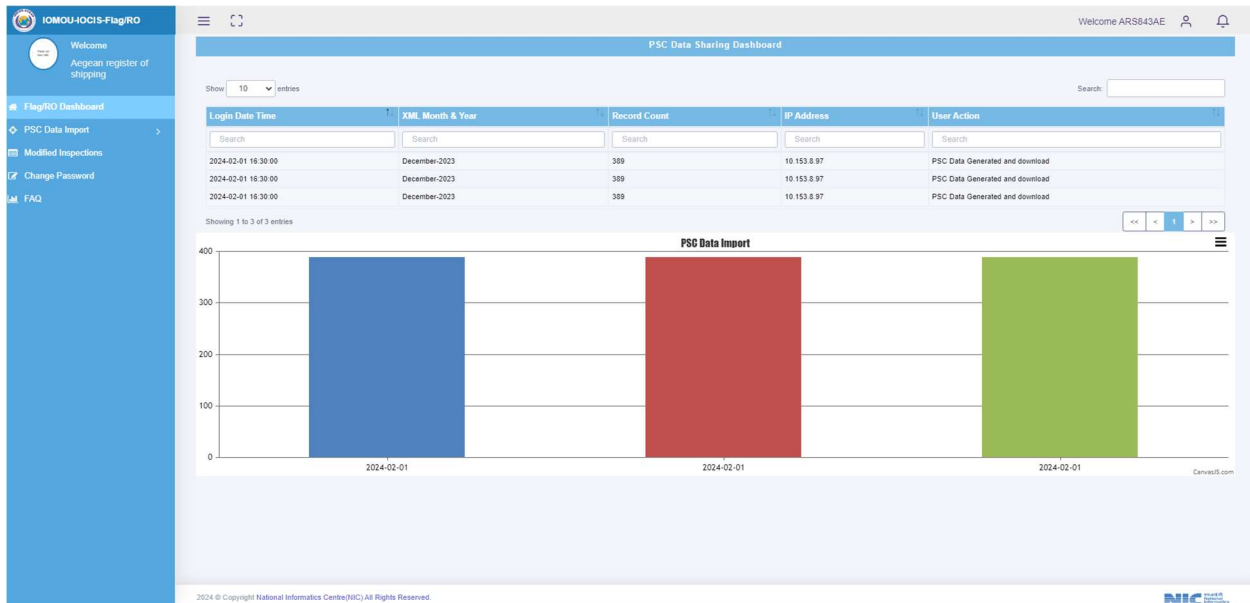 IOMOU-IOCIS-Flag/RO
Welcome ARS843AE
Welcome
Aegean register of
shipping
Flag/RO Dashboard
PSC Data Import
Modified Inspections
Change Password
FAQ
PSC Data Sharing Dashboard
Show 10 entries
Search:
Login Date Time XML Month & Year Record Count IP Address User Action
Search Search Search Search Search
2024-02-01 16:30:00 December-2023 389 10.153.8.97 PSC Data Generated and download
2024-02-01 16:30:00 December-2023 389 10.153.8.97 PSC Data Generated and download
2024-02-01 16:30:00 December-2023 389 10.153.8.97 PSC Data Generated and download
Showing 1 to 3 of 3 entries
<< < 1 > >>
PSC Data Import
400
300
200
100
0
2024-02-01 2024-02-01 2024-02-01
CanvasJS.com
2024 © Copyright National Informatics Centre(NIC) All Rights Reserved.
NIC National Informatics